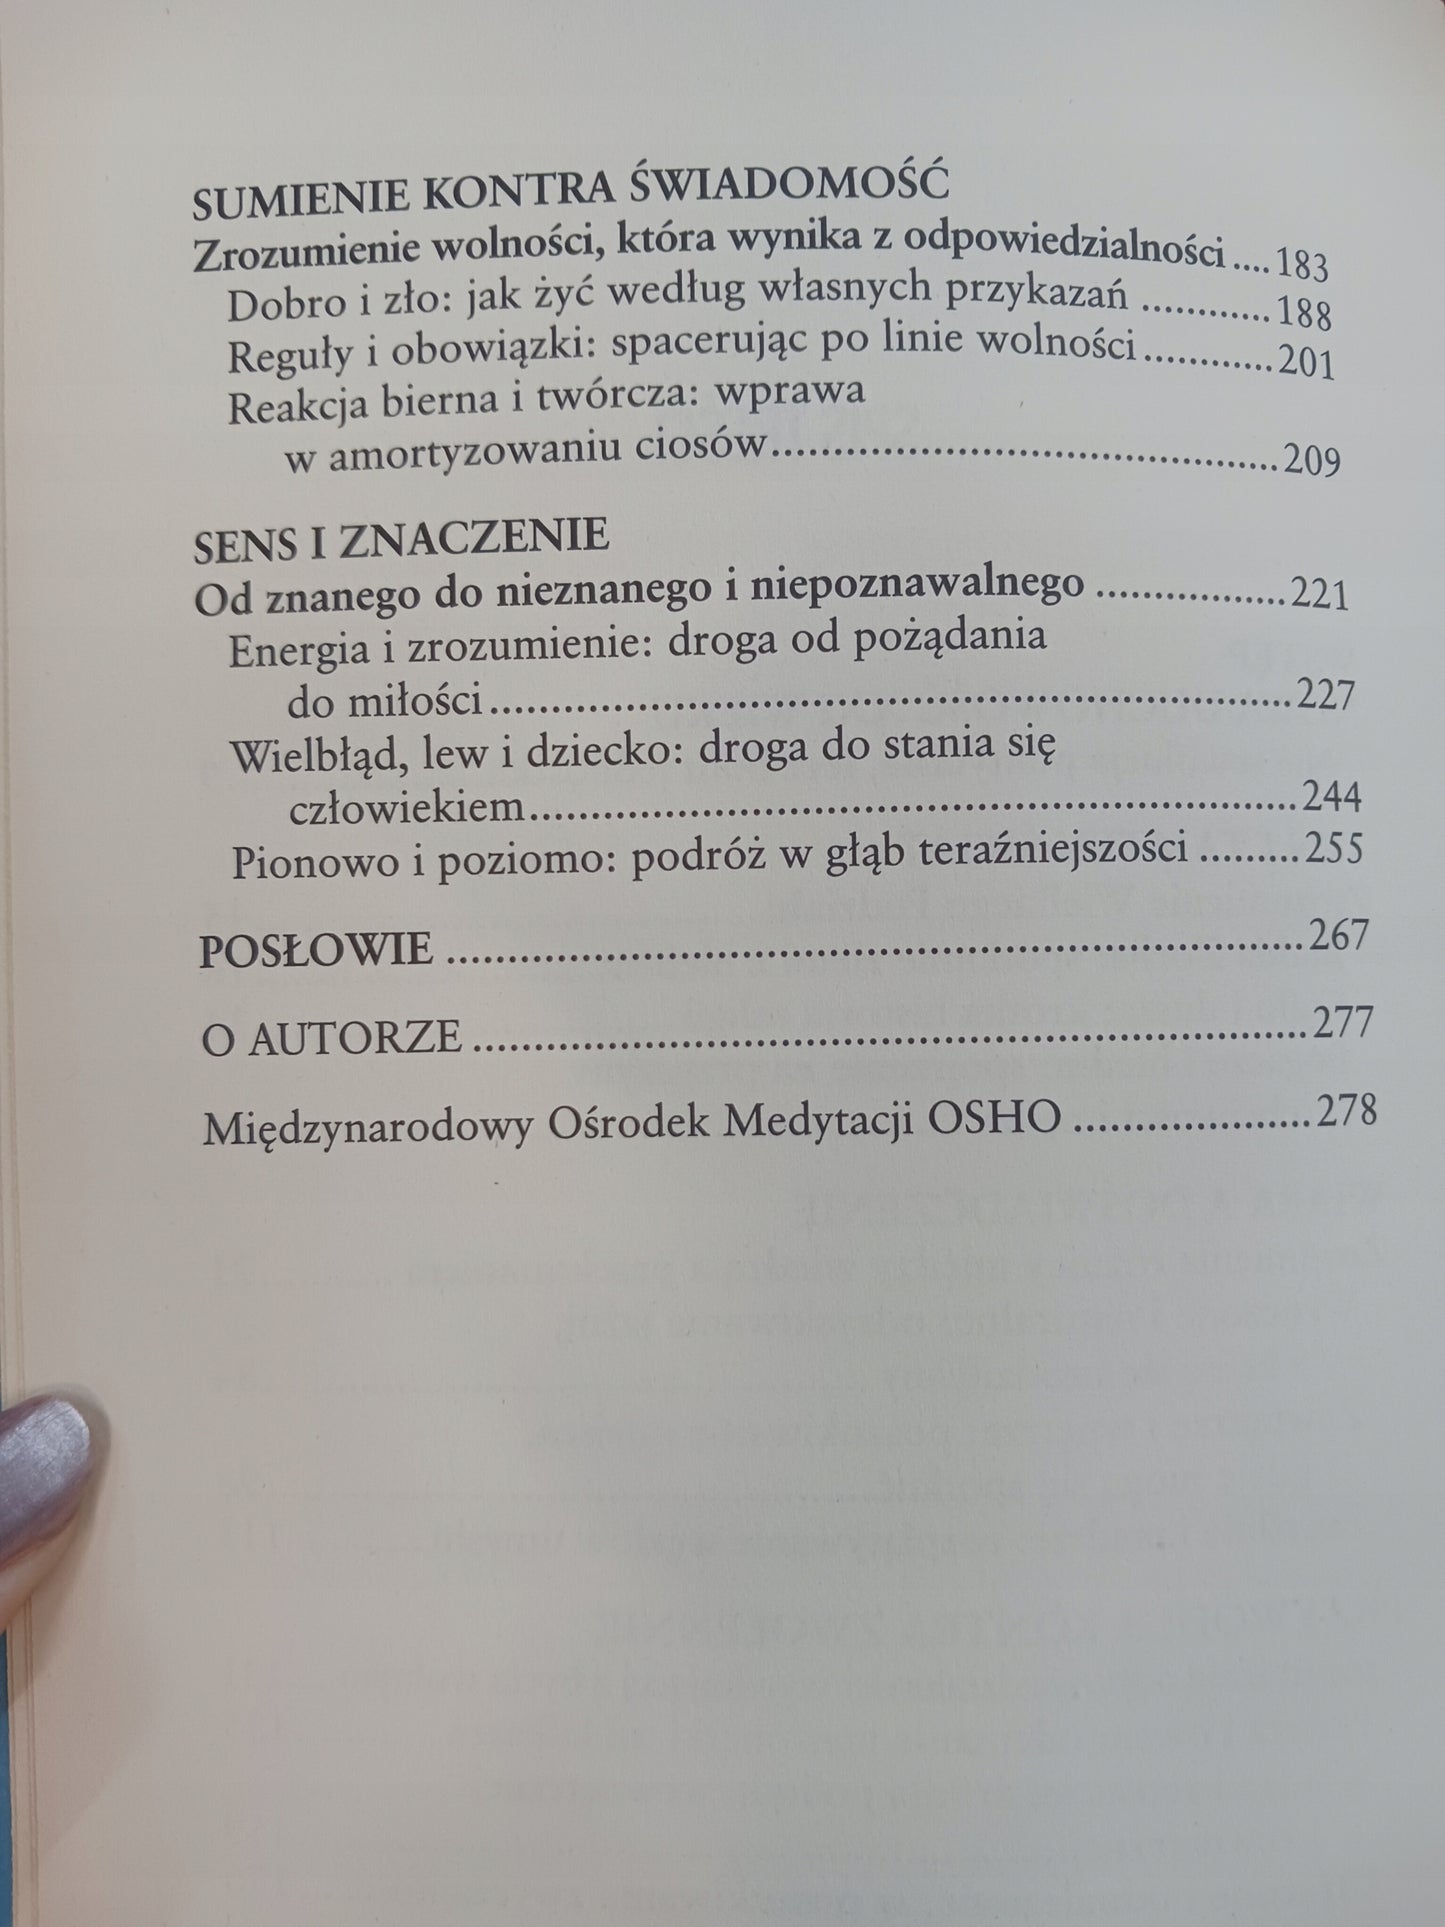 SUMIENIE KONTRA ŚWIADOMOŚĆ
Zrozumienie wolności, która wynika z odpowiedzialności....183
Dobro i zło: jak żyć według własnych przykazań .............188
Reguły i obowiązki: spacerując po linie wolności.............201
Reakcja bierna i twórcza: wprawa
w amortyzowaniu ciosów..................................................209
SENS I ZNACZENIE
Od znanego do nieznanego i niepoznawalnego .................221
Energia i zrozumienie: droga od pożądania
do miłości................................................................................227
Wielbłąd, lew i dziecko: droga do stania się
człowiekiem.............................................................................244
Pionowo i poziomo: podróż w głąb teraźniejszości .........255
POSŁOWIE .....................................................................................267
O AUTORZE ....................................................................................277
Międzynarodowy Ośrodek Medytacji OSHO .....................278